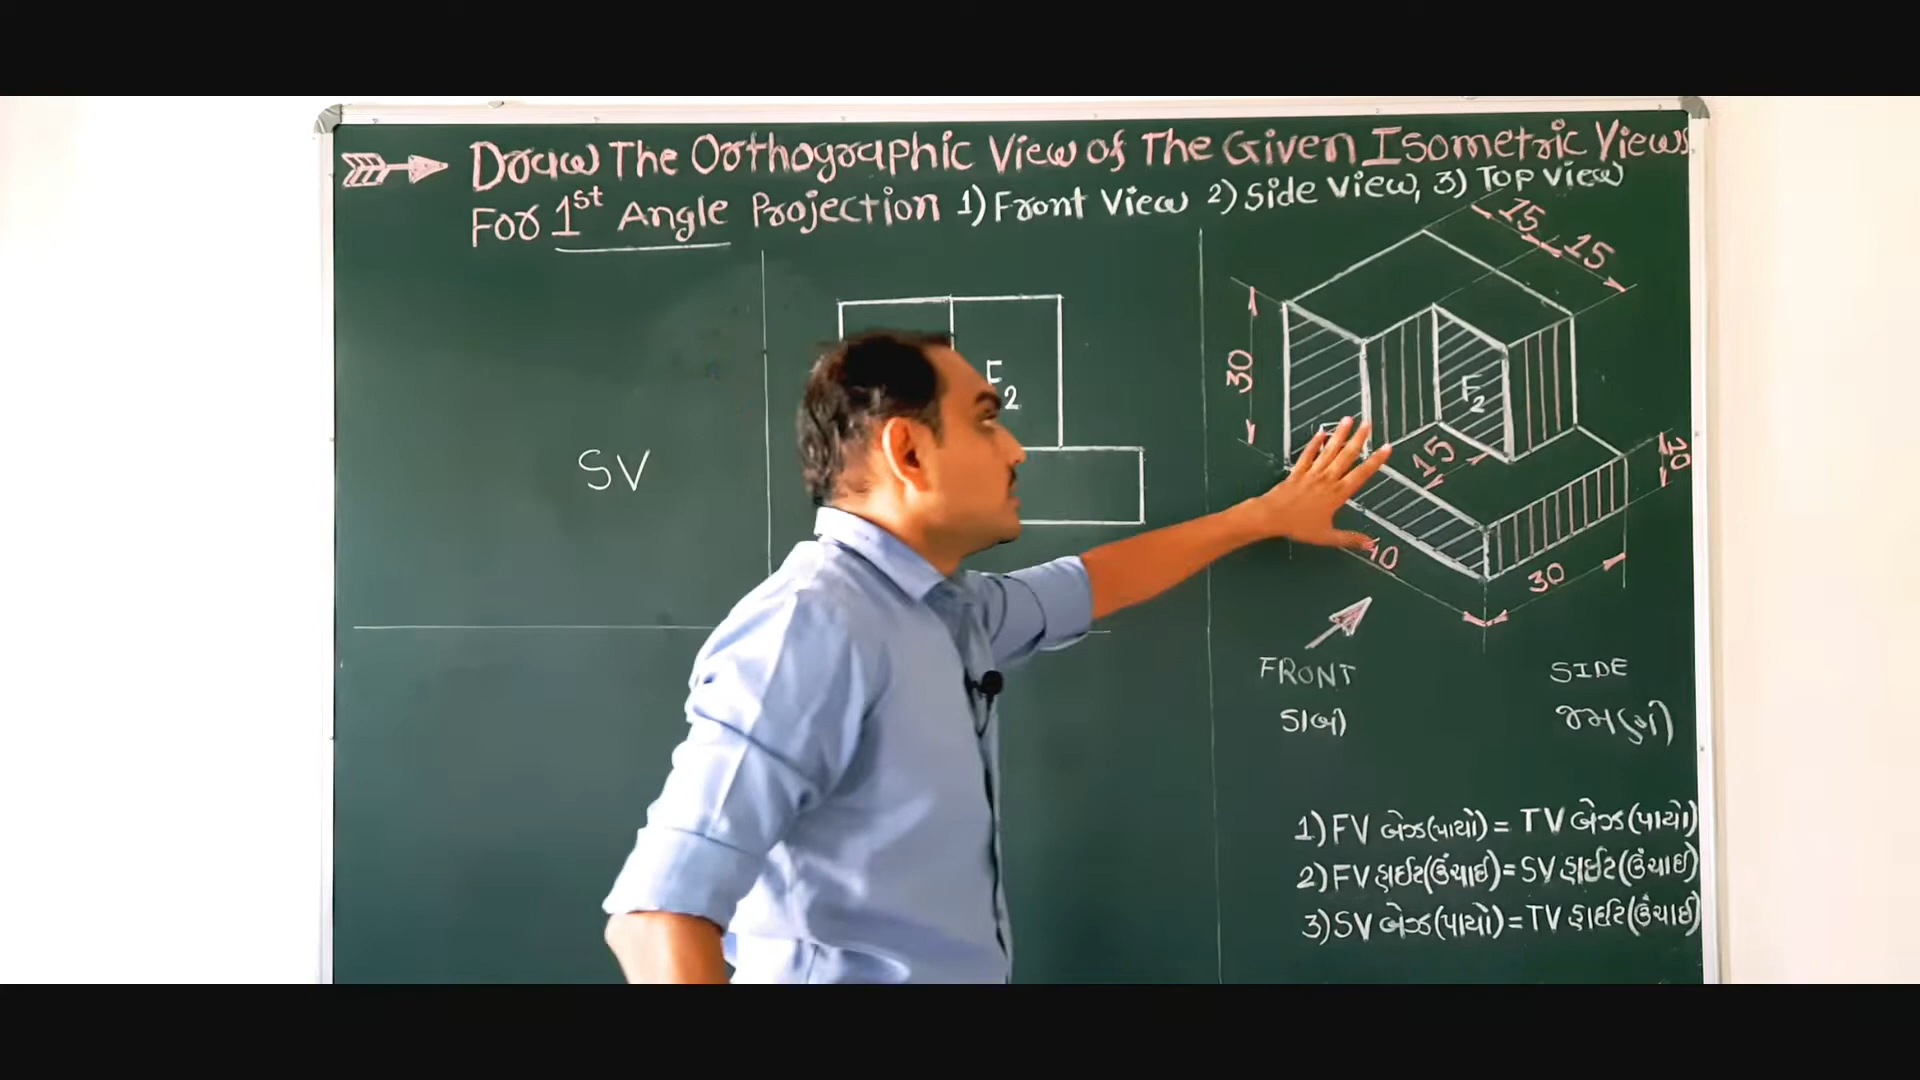 Draw The Orthographic View of The Given Isometric Views
For 1st Angle Projection 1) Front View 2) Side View, 3) Top View
15
15
30
F2
F2
15
20
SV
40
30
FRONT
SIDE
ડાબી
જમણી
1) FV બેઝ(પાયો) = TV બેઝ(પાયો)
2) FV હાઈટ(ઉંચાઈ) = SV હાઈટ(ઉંચાઈ)
3) SV બેઝ(પાયો) = TV હાઈટ(ઉંચાઈ)